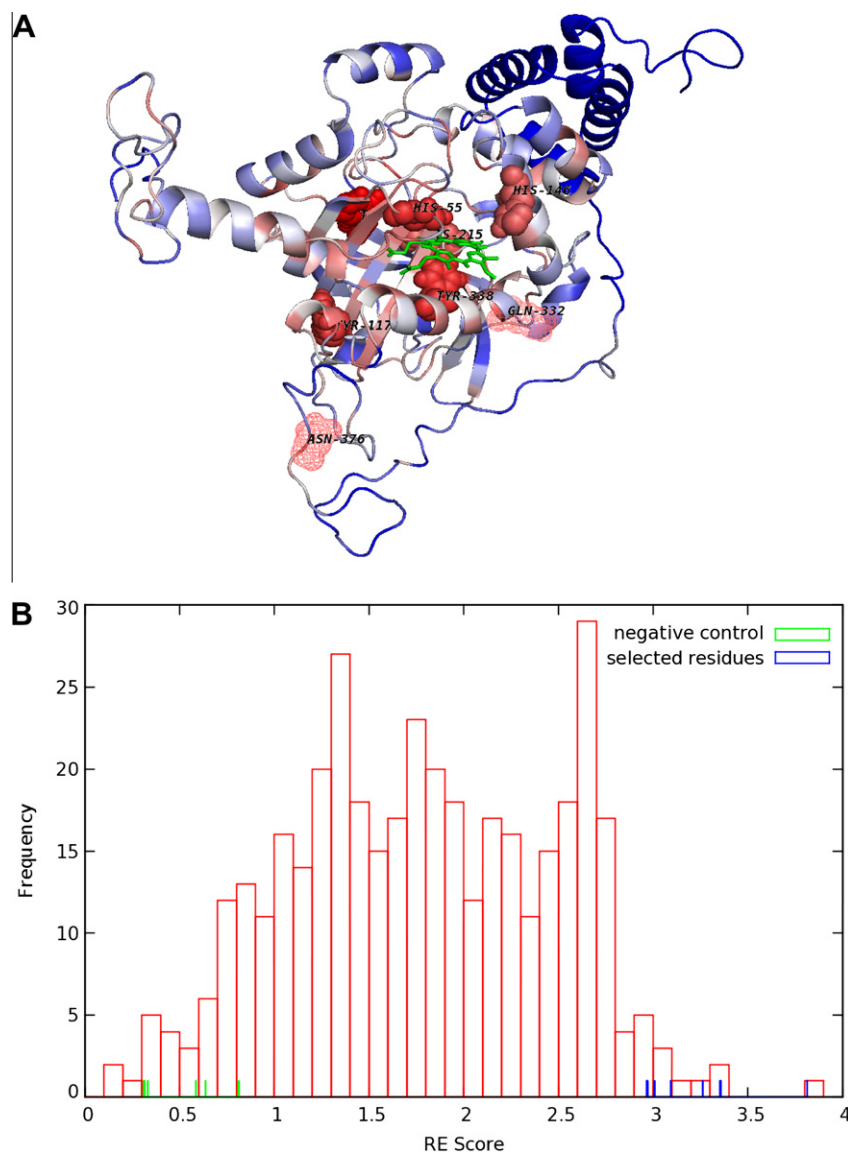 A
HIS-146
HIS-55
S-215
TYR-338
GLN-332
YR-117
ASN-376
B
30
25
20
15
10
5
0
negative control
selected residues
Frequency
0 0.5 1 1.5 2 2.5 3 3.5 4
RE Score